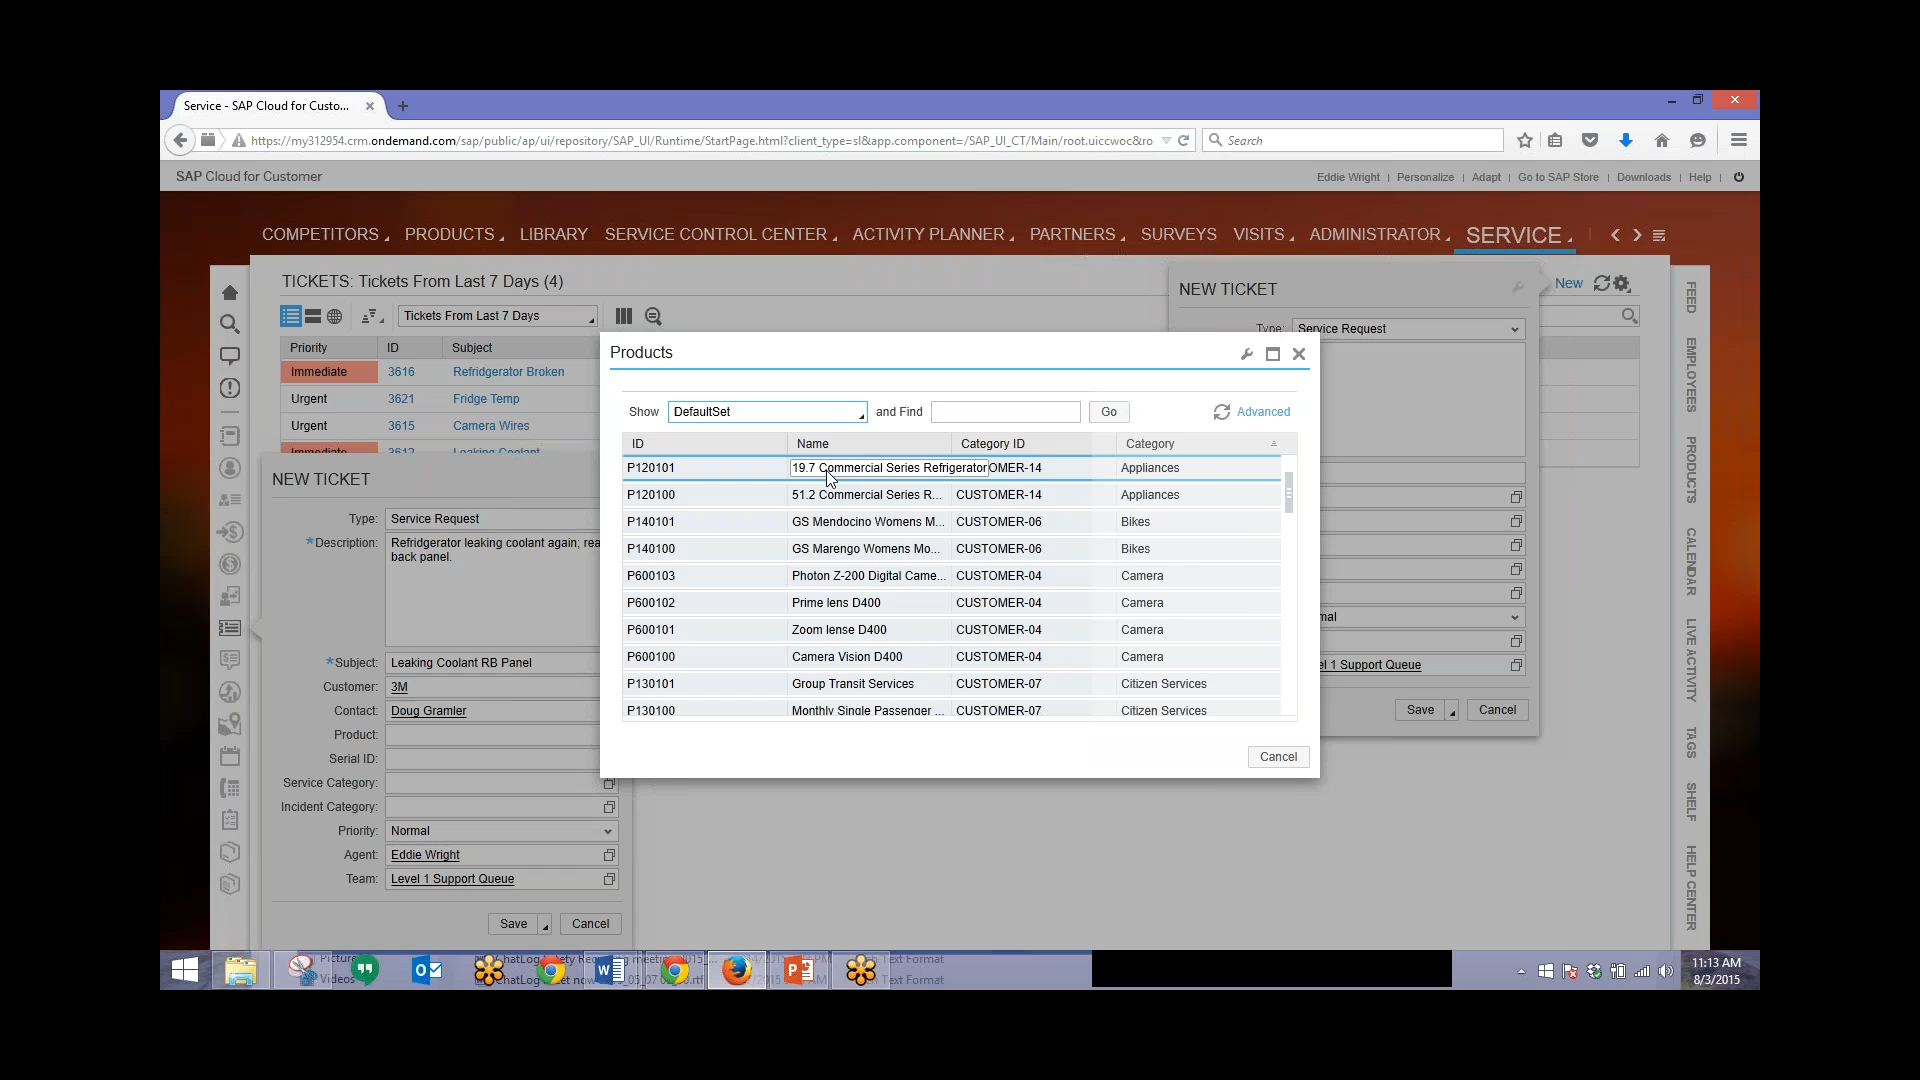 Service - SAP Cloud for Custo...
https://my312954.crm.ondemand.com/sap/public/ap/ui/repository/SAP_UI/Runtime/StartPage.html?client_type=sl&app.component=/SAP_UI_CT/Main/root.uiccwoc&ro
Search
SAP Cloud for Customer
Eddie Wright | Personalize | Adapt | Go to SAP Store | Downloads | Help |
COMPETITORS PRODUCTS LIBRARY SERVICE CONTROL CENTER ACTIVITY PLANNER PARTNERS SURVEYS VISITS ADMINISTRATOR SERVICE
TICKETS: Tickets From Last 7 Days (4)
New
Tickets From Last 7 Days
Priority ID Subject
Immediate 3616 Refridgerator Broken
Urgent 3621 Fridge Temp
Urgent 3615 Camera Wires
Immediate 3612 Leaking Coolant
NEW TICKET
Type: Service Request
*Description: Refridgerator leaking coolant again; rea
back panel.
*Subject: Leaking Coolant RB Panel
Customer: 3M
Contact: Doug Gramler
Product:
Serial ID:
Service Category:
Incident Category:
Priority: Normal
Agent: Eddie Wright
Team: Level 1 Support Queue
Save Cancel
Products
Show DefaultSet and Find Go Advanced
ID Name Category ID Category
P120101 19.7 Commercial Series Refrigerator OMER-14 Appliances
P120100 51.2 Commercial Series R... CUSTOMER-14 Appliances
P140101 GS Mendocino Womens M... CUSTOMER-06 Bikes
P140100 GS Marengo Womens Mo... CUSTOMER-06 Bikes
P600103 Photon Z-200 Digital Came... CUSTOMER-04 Camera
P600102 Prime lens D400 CUSTOMER-04 Camera
P600101 Zoom lense D400 CUSTOMER-04 Camera
P600100 Camera Vision D400 CUSTOMER-04 Camera
P130101 Group Transit Services CUSTOMER-07 Citizen Services
P130100 Monthly Single Passenger ... CUSTOMER-07 Citizen Services
Cancel
NEW TICKET
Type: Service Request
mal
el 1 Support Queue
Save Cancel
FEED
EMPLOYEES
PRODUCTS
CALENDAR
LIVE ACTIVITY
TAGS
SHELF
HELP CENTER
Videos
Text Format
Text Format
11:13 AM
8/3/2015